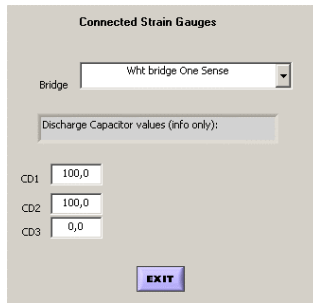 Connected Strain Gauges
Bridge Wht bridge One Sense
Discharge Capacitor values (info only):
CD1 100,0
CD2 100,0
CD3 0,0
EXIT